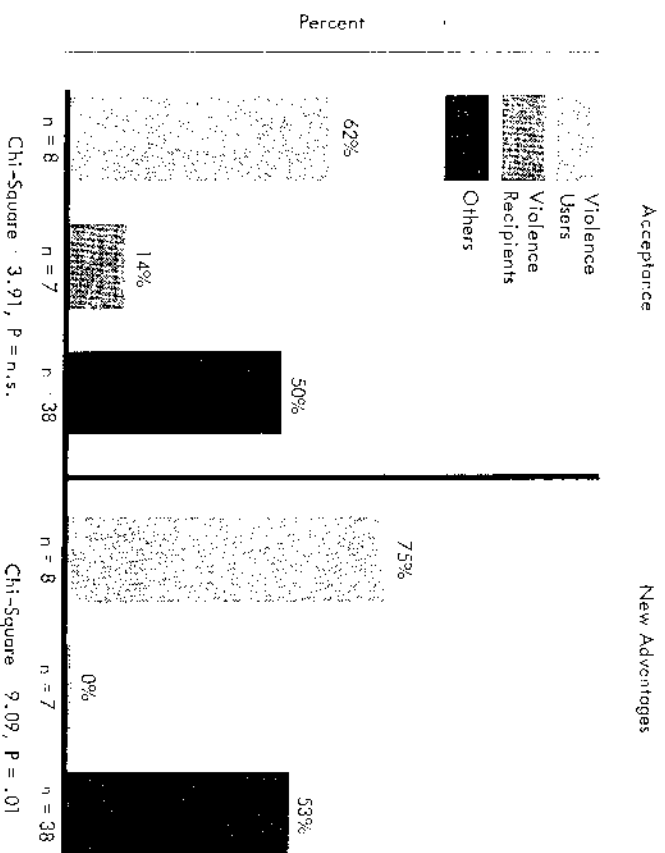 Acceptance
New Advantages
Percent
Violence
Users
Violence
Recipients
Others
62%
14%
50%
75%
0%
53%
n = 8
n = 7
n 38
n = 8
n = 7
n = 38
Chi-Square 3.91, P = n.s.
Chi-Square 9.09, P = .01